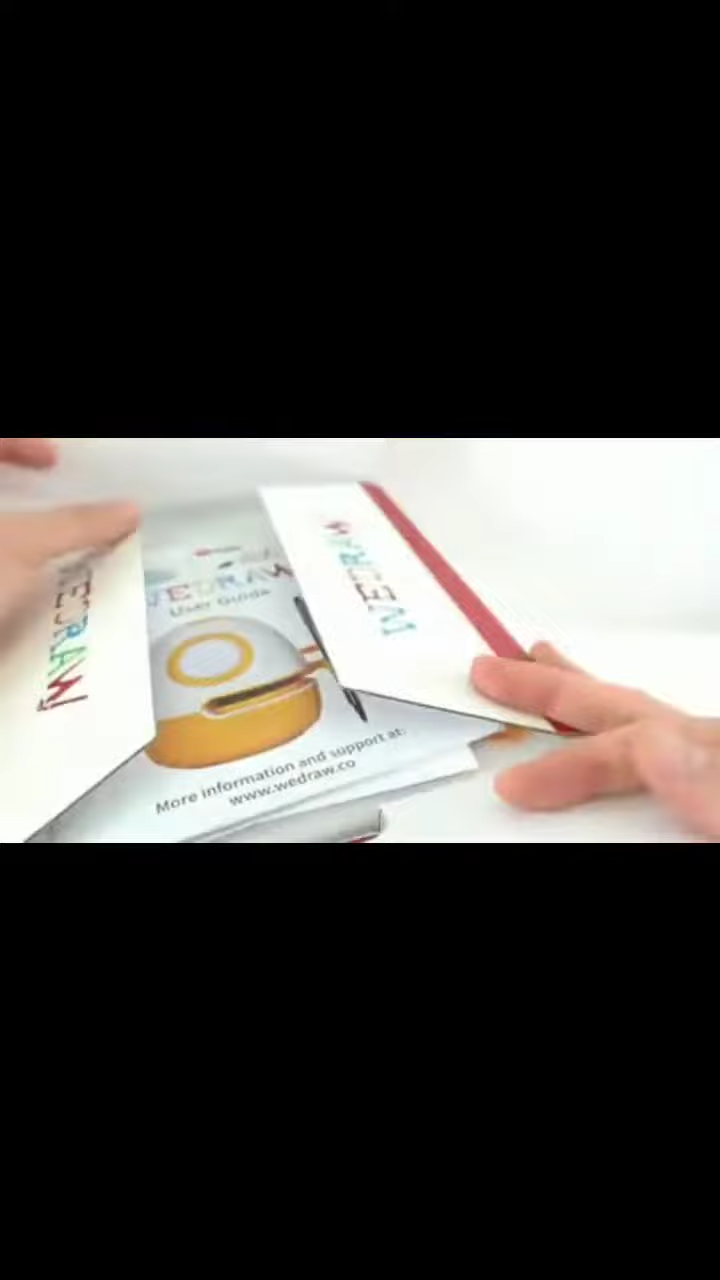 WEDRAW
WEDRAW
WEDRAW
User Guide
More information and support at:
www.wedraw.co